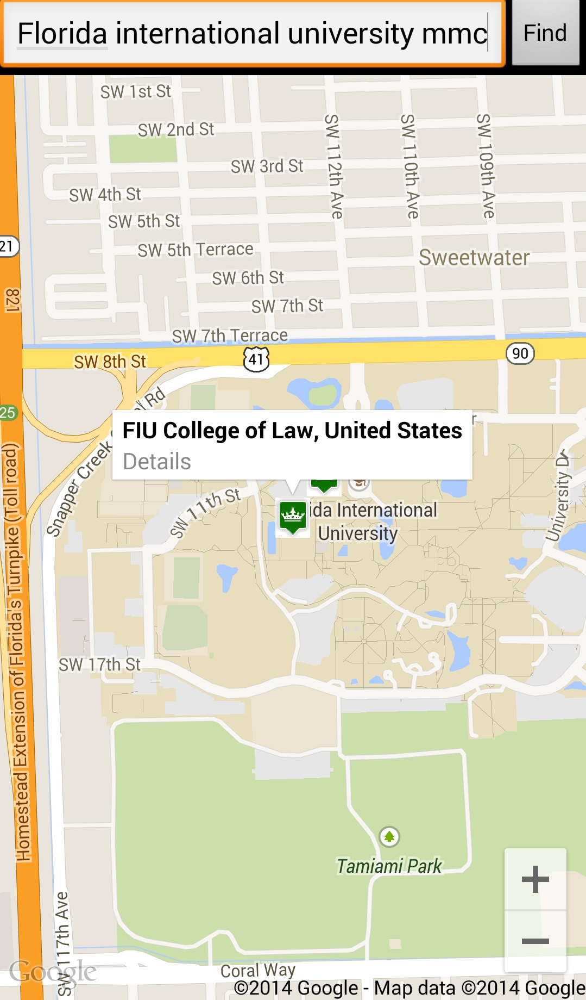 Florida international university mmc
Find
SW 1st St
SW 2nd St
SW 112th Ave
SW 110th Ave
SW 109th Ave
SW 3rd St
SW 4th St
SW 5th St
21
SW 5th Terrace
Sweetwater
SW 6th St
821
SW 7th St
SW 7th Terrace
SW 8th St
41
90
Rd
25
FIU College of Law, United States
Details
Snapper Creek
University Dr
SW 11th St
ida International
University
Homestead Extension of Florida's Turnpike (Toll road)
SW 17th St
Tamiami Park
+
−
SW 117th Ave
Google
Coral Way
©2014 Google - Map data ©2014 Google